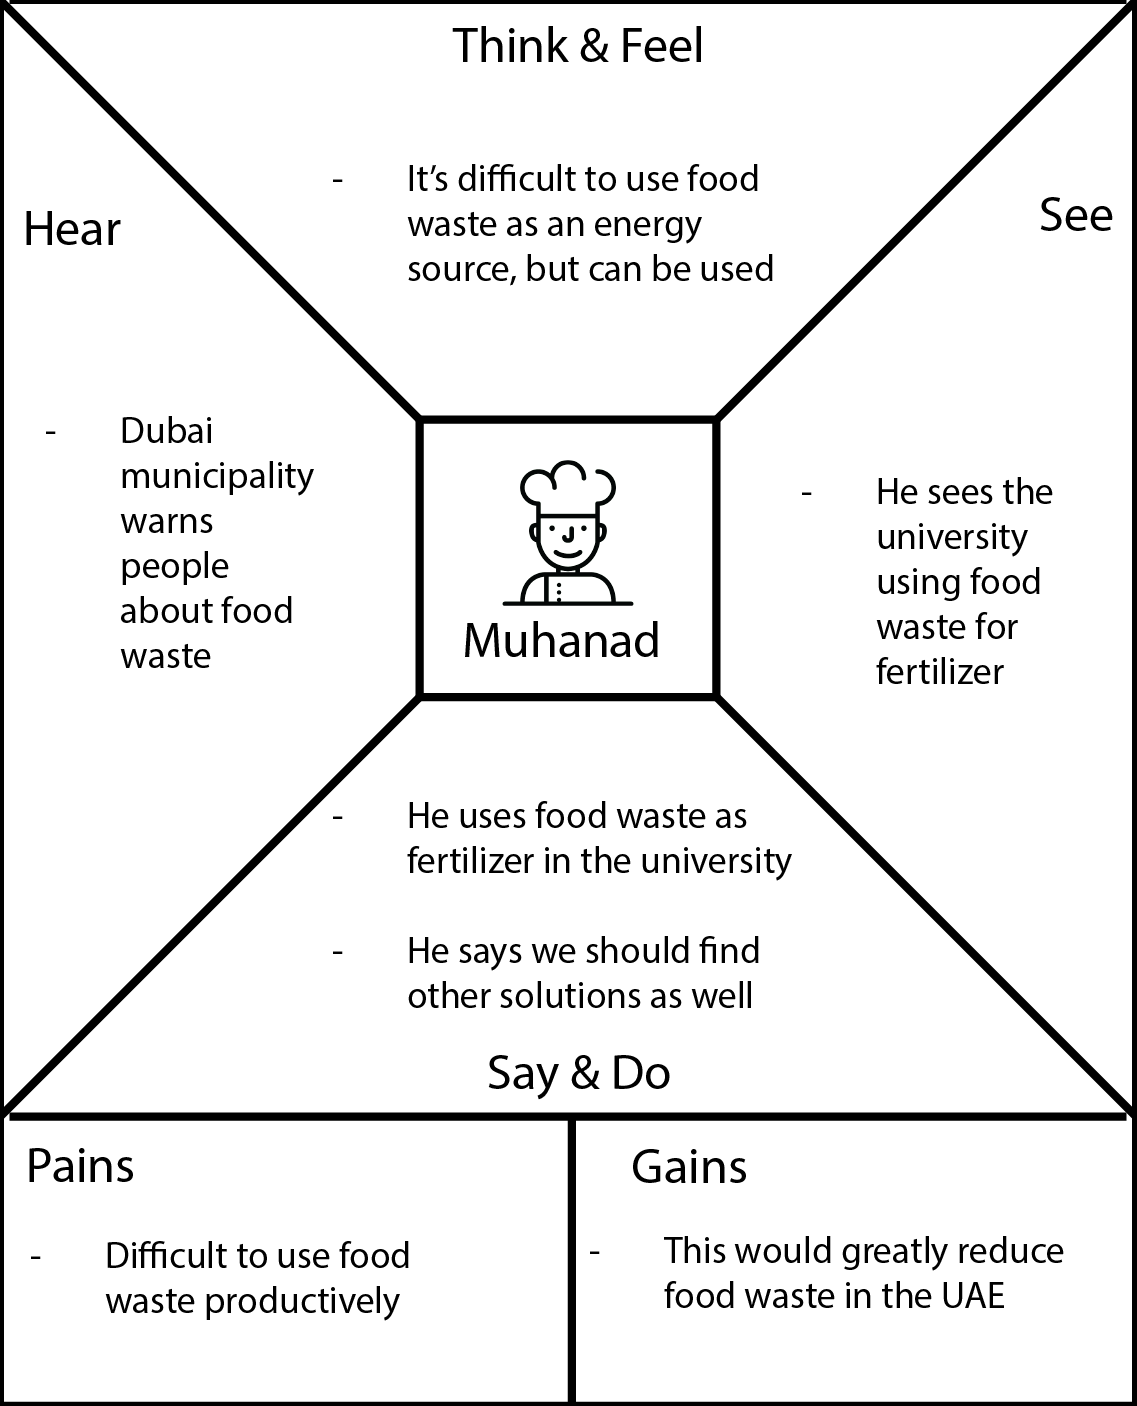 Think & Feel
- It's difficult to use food
waste as an energy
source, but can be used
Hear
- Dubai
municipality
warns
people
about food
waste
See
- He sees the
university
using food
waste for
fertilizer
Muhanad
- He uses food waste as
fertilizer in the university
- He says we should find
other solutions as well
Say & Do
Pains
- Difficult to use food
waste productively
Gains
- This would greatly reduce
food waste in the UAE